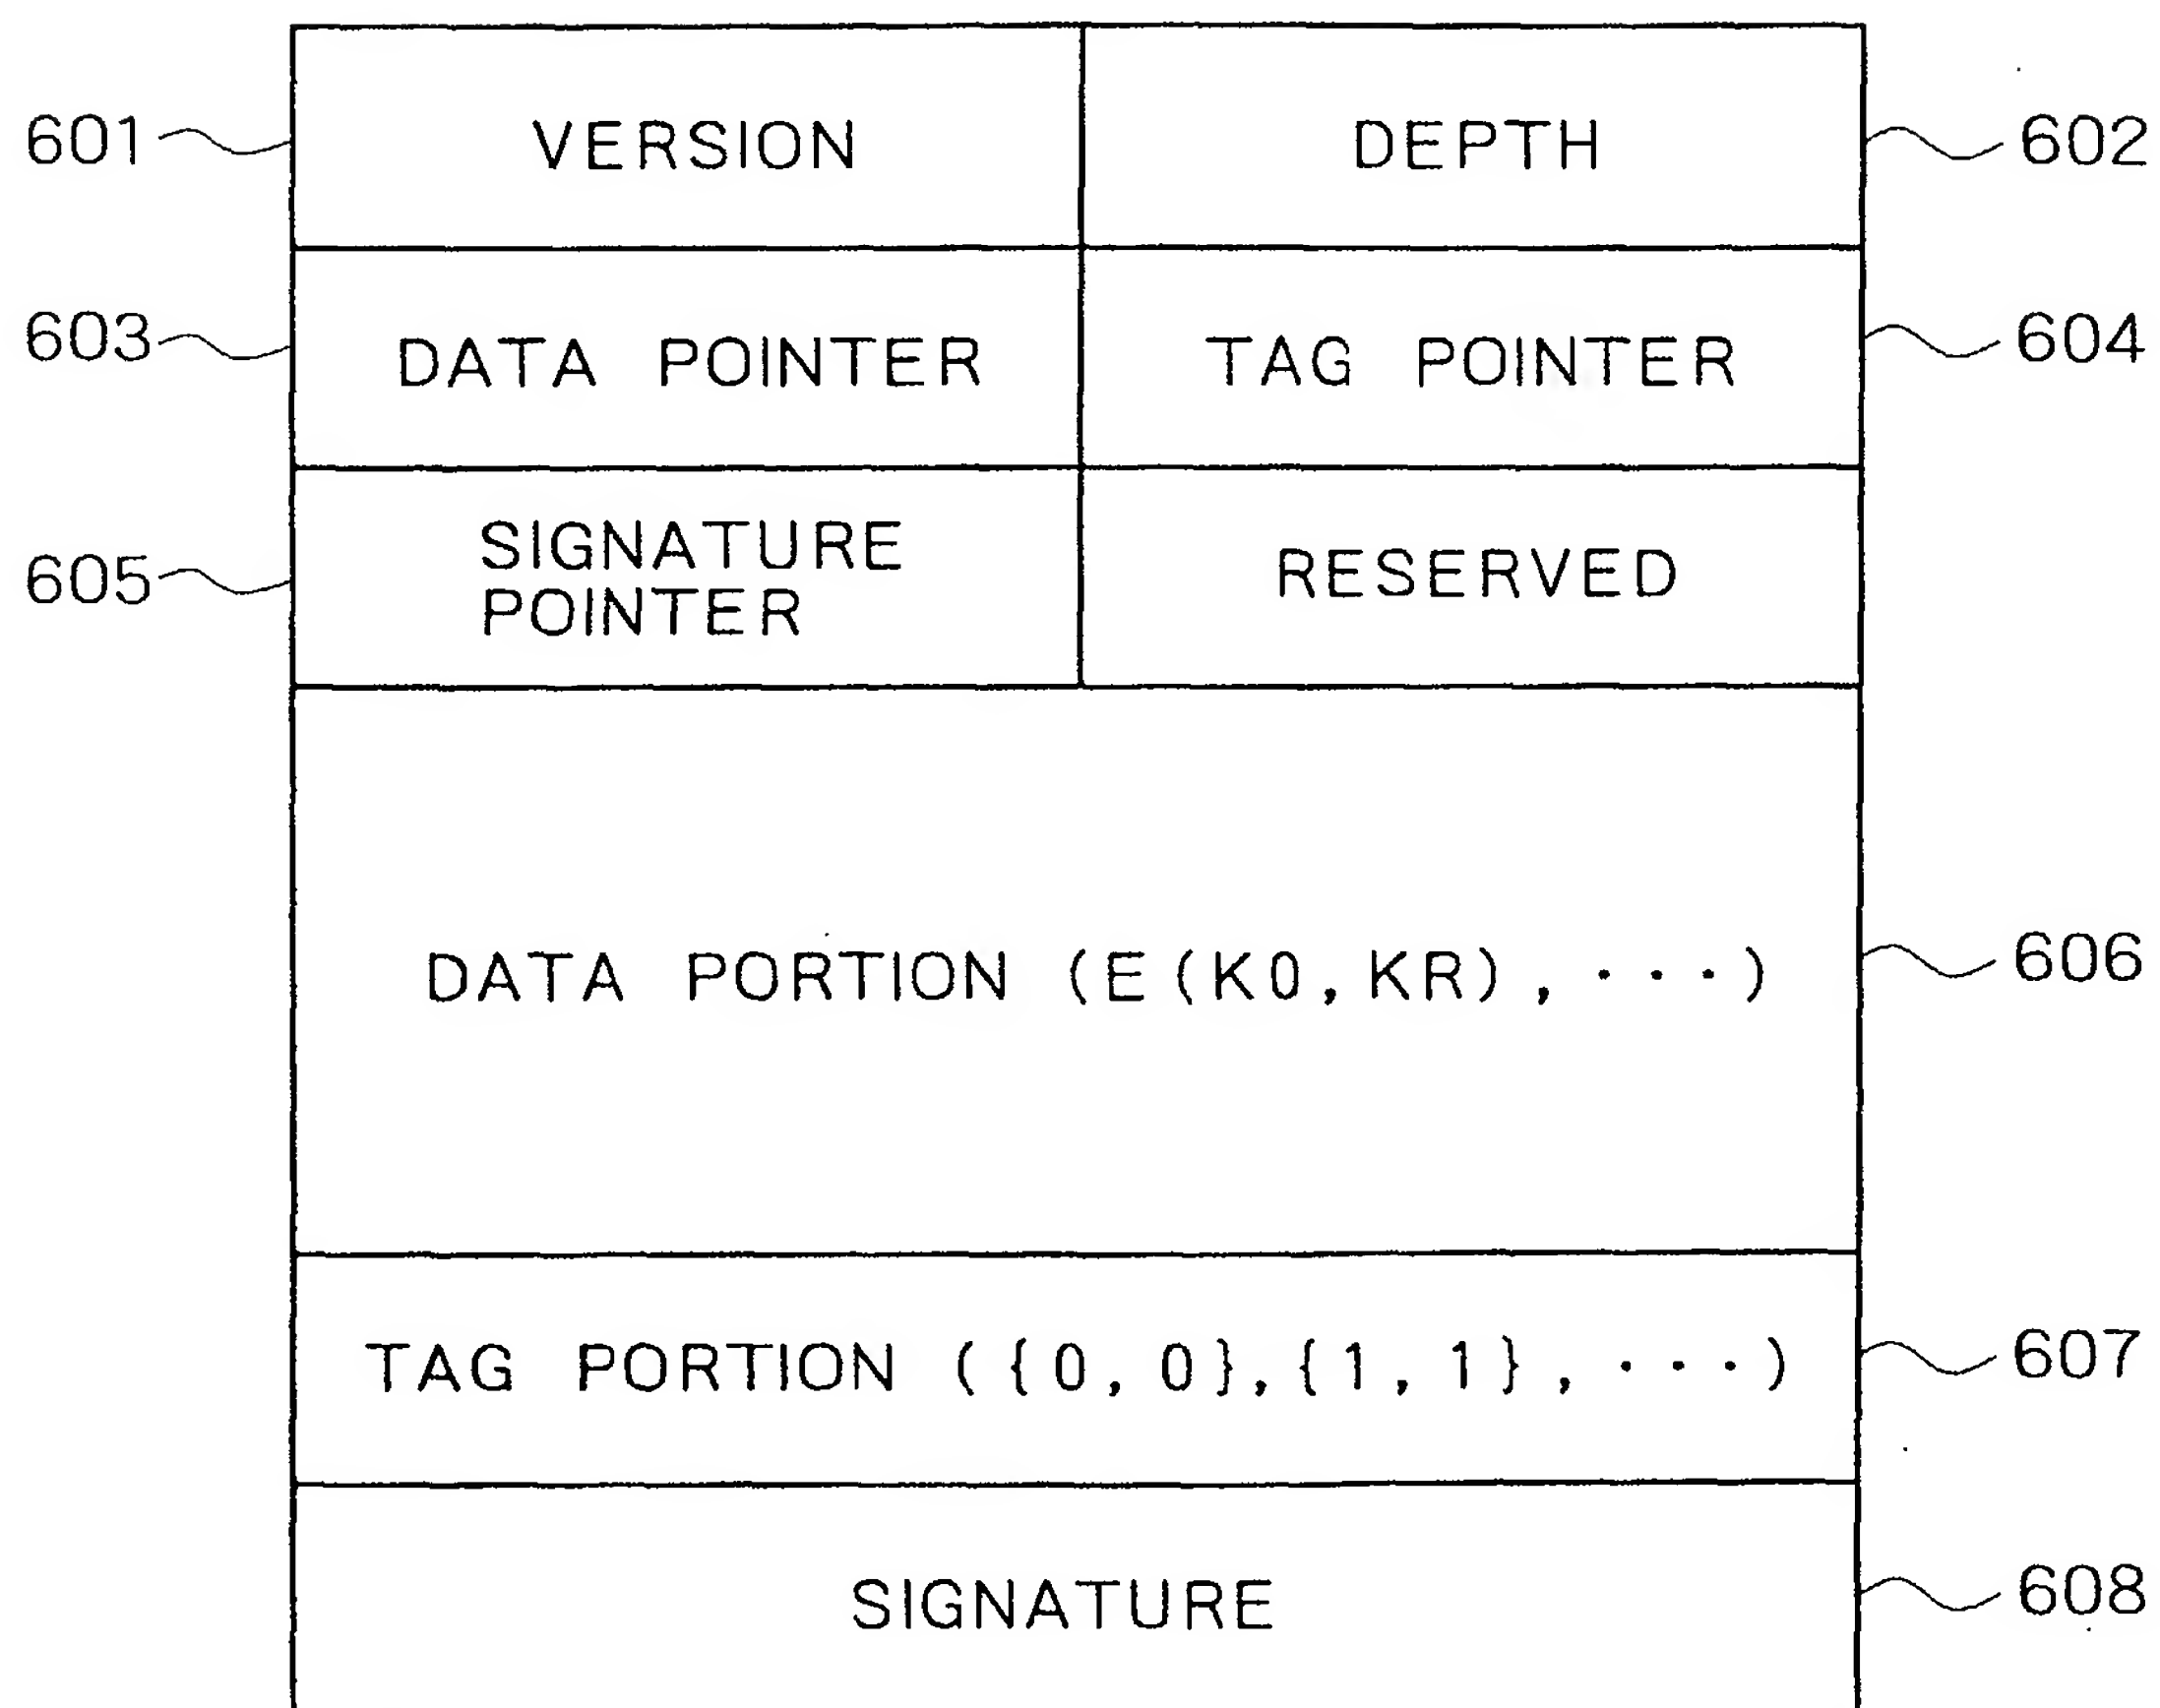 601 VERSION DEPTH 602
603 DATA POINTER TAG POINTER 604
605 SIGNATURE POINTER RESERVED
DATA PORTION (E(K0,KR), ···) 606
TAG PORTION ({0, 0},{1, 1}, ···) 607
SIGNATURE 608